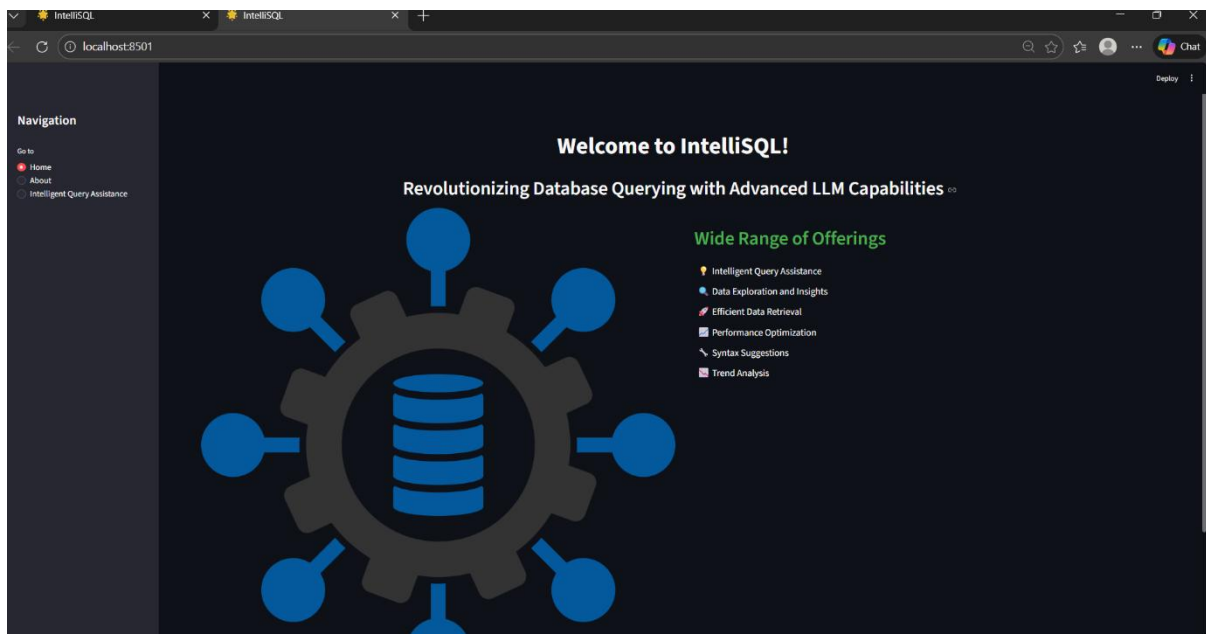 IntelliSQL
IntelliSQL
localhost:8501
Chat
Deploy
Navigation
Go to
Home
About
Intelligent Query Assistance
Welcome to IntelliSQL!
Revolutionizing Database Querying with Advanced LLM Capabilities
Wide Range of Offerings
Intelligent Query Assistance
Data Exploration and Insights
Efficient Data Retrieval
Performance Optimization
Syntax Suggestions
Trend Analysis